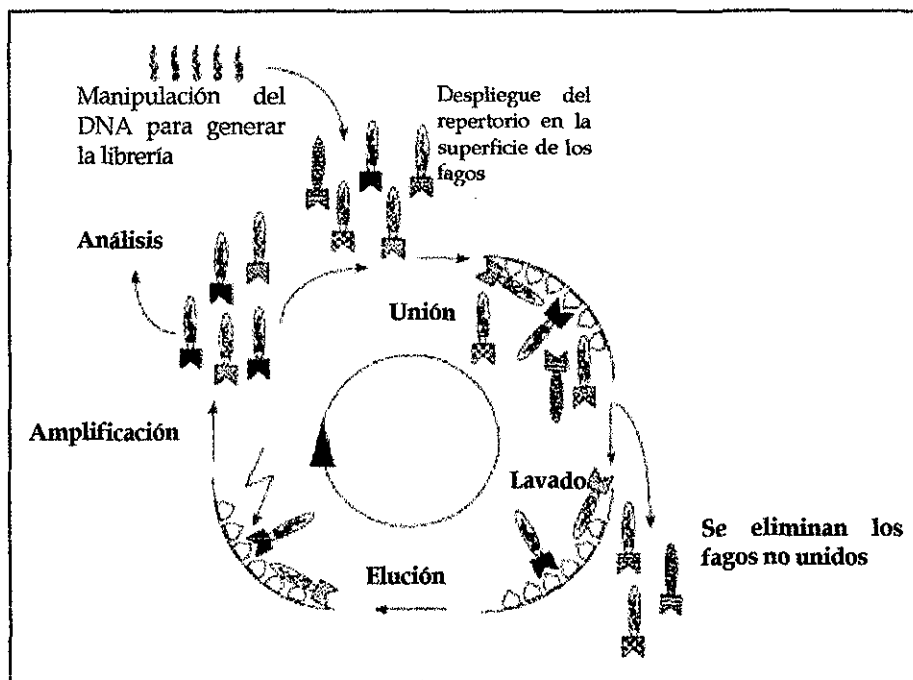 Manipulación del
DNA para generar
la librería
Despliegue del
repertorio en la
superficie de los
fagos
Análisis
Unión
Amplificación
Lavado
Se eliminan los
fagos no unidos
Elución